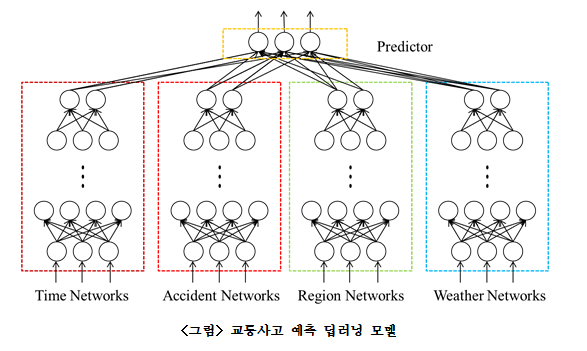 Predictor
Time Networks
Accident Networks
Region Networks
Weather Networks
<그림> 교통사고 예측 딥러닝 모델